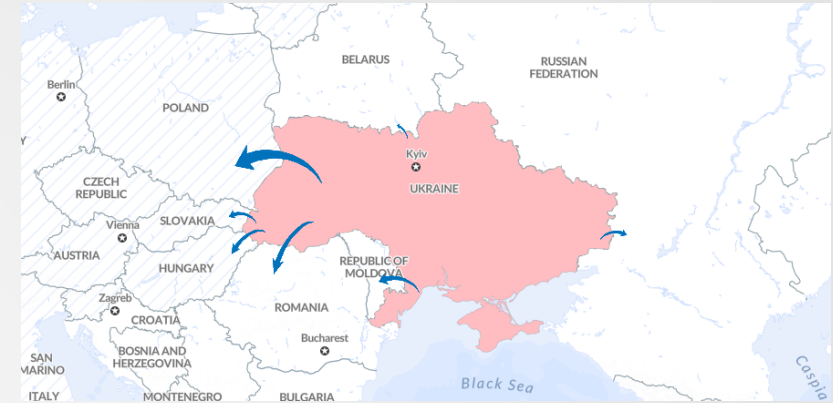 BELARUS
RUSSIAN
FEDERATION
Berlin
POLAND
Kyiv
UKRAINE
CZECH
REPUBLIC
SLOVAKIA
Vienna
AUSTRIA
HUNGARY
REPUBLIC OF
MOLDOVA
Zagreb
CROATIA
ROMANIA
Bucharest
BOSNIA AND
HERZEGOVINA
SAN
MARINO
ITALY
MONTENEGRO
BULGARIA
Black Sea
Caspia